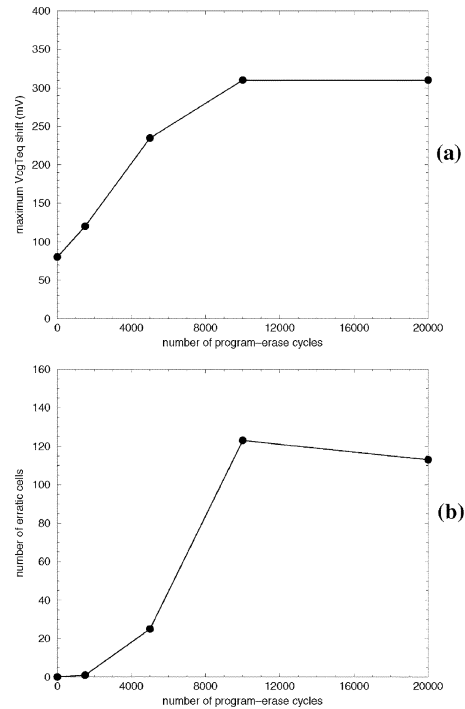 400
350
300
250
200
150
100
50
0
maximum VcgTeq shift (mV)
0 4000 8000 12000 16000 20000
number of program–erase cycles
(a)
160
140
120
100
80
60
40
20
0
number of erratic cells
0 4000 8000 12000 16000 20000
number of program–erase cycles
(b)